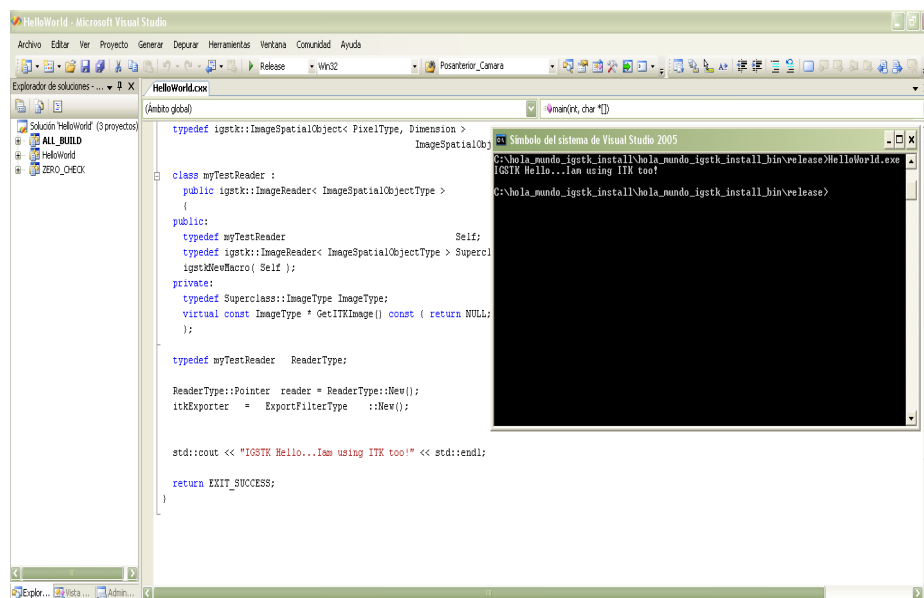 HelloWorld - Microsoft Visual Studio
Archivo Editar Ver Proyecto Generar Depurar Herramientas Ventana Comunidad Ayuda
Release Win32 Posanterior_Camara
Explorador de soluciones - ...
HelloWorld.cxx
(Ámbito global) main(int, char *[])
Solución 'HelloWorld' (3 proyectos)
ALL_BUILD
HelloWorld
ZERO_CHECK
typedef igstk::ImageSpatialObject< PixelType, Dimension >
ImageSpatialObj
class myTestReader :
public igstk::ImageReader< ImageSpatialObjectType >
{
public:
typedef myTestReader Self;
typedef igstk::ImageReader< ImageSpatialObjectType > Supercl
igstkNewMacro( Self );
private:
typedef Superclass::ImageType ImageType;
virtual const ImageType * GetITKImage() const { return NULL;
};
typedef myTestReader ReaderType;
ReaderType::Pointer reader = ReaderType::New();
itkExporter = ExportFilterType ::New();
std::cout << "IGSTK Hello...Iam using ITK too!" << std::endl;
return EXIT_SUCCESS;
}
Símbolo del sistema de Visual Studio 2005
C:\hola_mundo_igstk_install\hola_mundo_igstk_install_bin\release>HelloWorld.exe
IGSTK Hello...Iam using ITK too!
C:\hola_mundo_igstk_install\hola_mundo_igstk_install_bin\release>
Explor... Vista ... Admin...